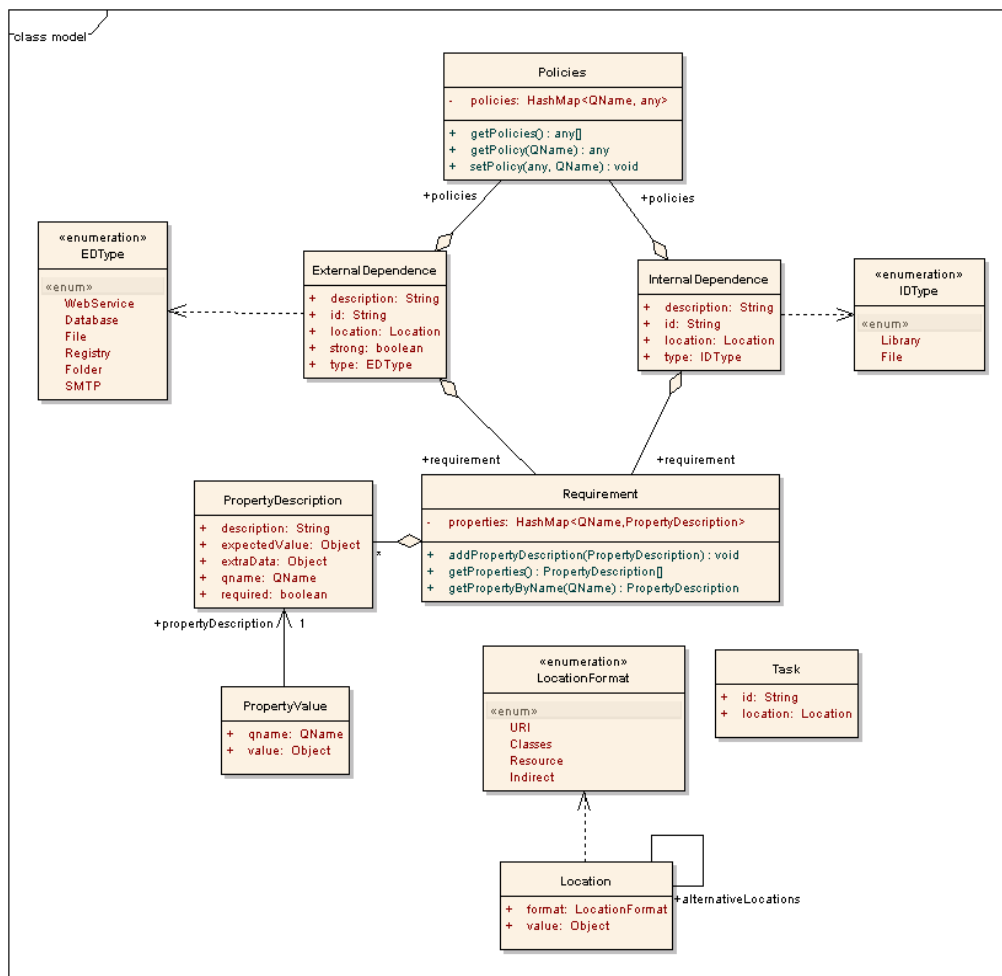 class model
Policies
- policies: HashMap<QName, any>
+ getPolicies() : any[]
+ getPolicy(QName) : any
+ setPolicy(any, QName) : void
+policies
+policies
«enumeration»
EDType
«enum»
WebService
Database
File
Registry
Folder
SMTP
ExternalDependence
+ description: String
+ id: String
+ location: Location
+ strong: boolean
+ type: EDType
InternalDependence
+ description: String
+ id: String
+ location: Location
+ type: IDType
«enumeration»
IDType
«enum»
Library
File
+requirement
+requirement
PropertyDescription
+ description: String
+ expectedValue: Object
+ extraData: Object
+ qname: QName
+ required: boolean
*
Requirement
- properties: HashMap<QName,PropertyDescription>
+ addPropertyDescription(PropertyDescription) : void
+ getProperties() : PropertyDescription[]
+ getPropertyByName(QName) : PropertyDescription
+propertyDescription 1
PropertyValue
+ qname: QName
+ value: Object
«enumeration»
LocationFormat
«enum»
URI
Classes
Resource
Indirect
Task
+ id: String
+ location: Location
Location
+ format: LocationFormat
+ value: Object
+alternativeLocations